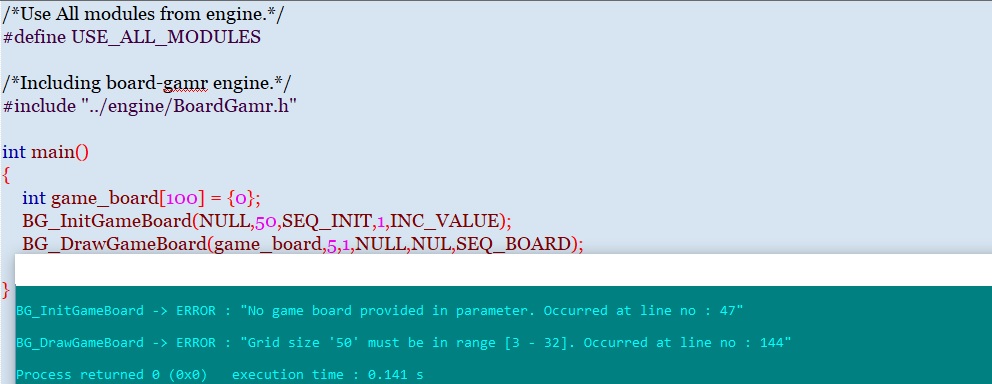 /*Use All modules from engine.*/
#define USE_ALL_MODULES
/*Including board-gamr engine.*/
#include "../engine/BoardGamr.h"
int main()
{
int game_board[100] = {0};
BG_InitGameBoard(NULL,50,SEQ_INIT,1,INC_VALUE);
BG_DrawGameBoard(game_board,5,1,NULL,NUL,SEQ_BOARD);
}
BG_InitGameBoard -> ERROR : "No game board provided in parameter. Occurred at line no : 47"
BG_DrawGameBoard -> ERROR : "Grid size '50' must be in range [3 - 32]. Occurred at line no : 144"
Process returned 0 (0x0)   execution time : 0.141 s